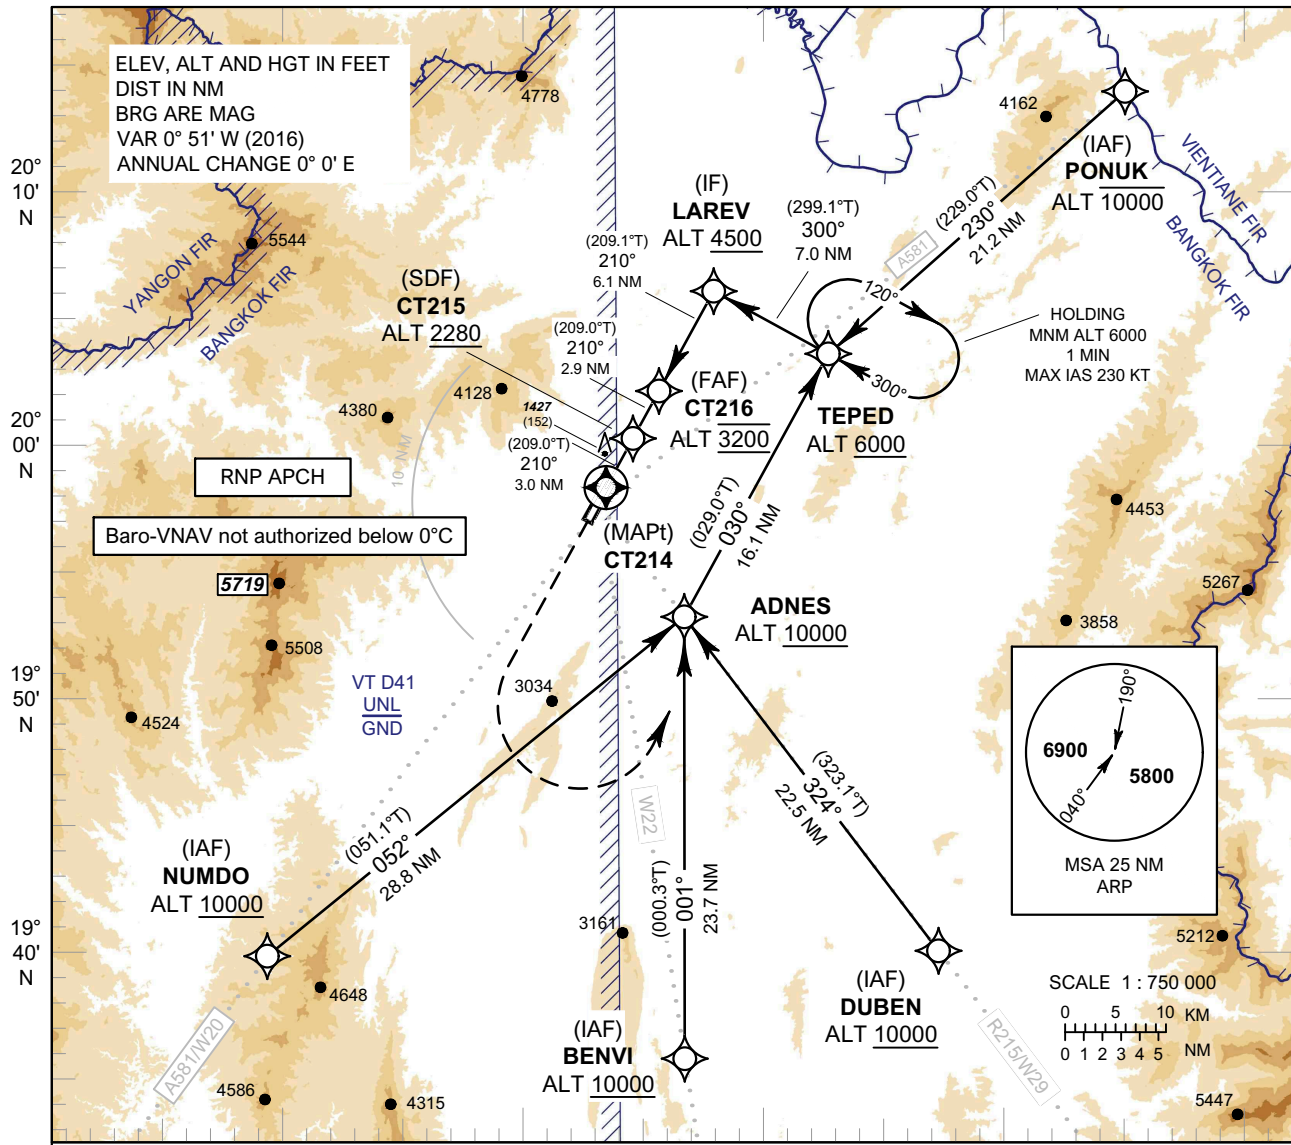 ELEV, ALT AND HGT IN FEET
DIST IN NM
BRG ARE MAG
VAR 0° 51' W (2016)
ANNUAL CHANGE 0° 0' E
4778
4162
(IAF)
PONUK
ALT 10000
VIENTIANE FIR
BANGKOK FIR
20°
10'
N
5544
YANGON FIR
BANGKOK FIR
(IF)
LAREV
ALT 4500
(299.1°T)
300°
7.0 NM
(229.0°T)
230°
21.2 NM
A581
(209.1°T)
210°
6.1 NM
(SDF)
CT215
ALT 2280
120°
300°
HOLDING
MNM ALT 6000
1 MIN
MAX IAS 230 KT
(209.0°T)
210°
2.9 NM
(FAF)
CT216
ALT 3200
TEPED
ALT 6000
4128
4380
1427
(152)
20°
00'
N
10 NM
(209.0°T)
210°
3.0 NM
RNP APCH
Baro-VNAV not authorized below 0°C
(MAPt)
CT214
(029.0°T)
030°
16.1 NM
4453
5267
5719
5508
ADNES
ALT 10000
3858
19°
50'
N
4524
VT D41
UNL
GND
3034
190°
6900
5800
040°
MSA 25 NM
ARP
(051.1°T)
052°
28.8 NM
W22
(323.1°T)
324°
22.5 NM
(IAF)
NUMDO
ALT 10000
(000.3°T)
001°
23.7 NM
3161
5212
19°
40'
N
4648
(IAF)
DUBEN
ALT 10000
SCALE 1 : 750 000
0 5 10 KM
0 1 2 3 4 5 NM
(IAF)
BENVI
ALT 10000
A581/W20
R215/W29
4586
4315
5447